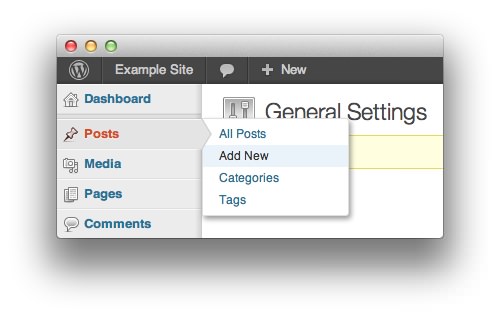 Example Site
New
Dashboard
General Settings
Posts
All Posts
Add New
Media
Categories
Pages
Tags
Comments